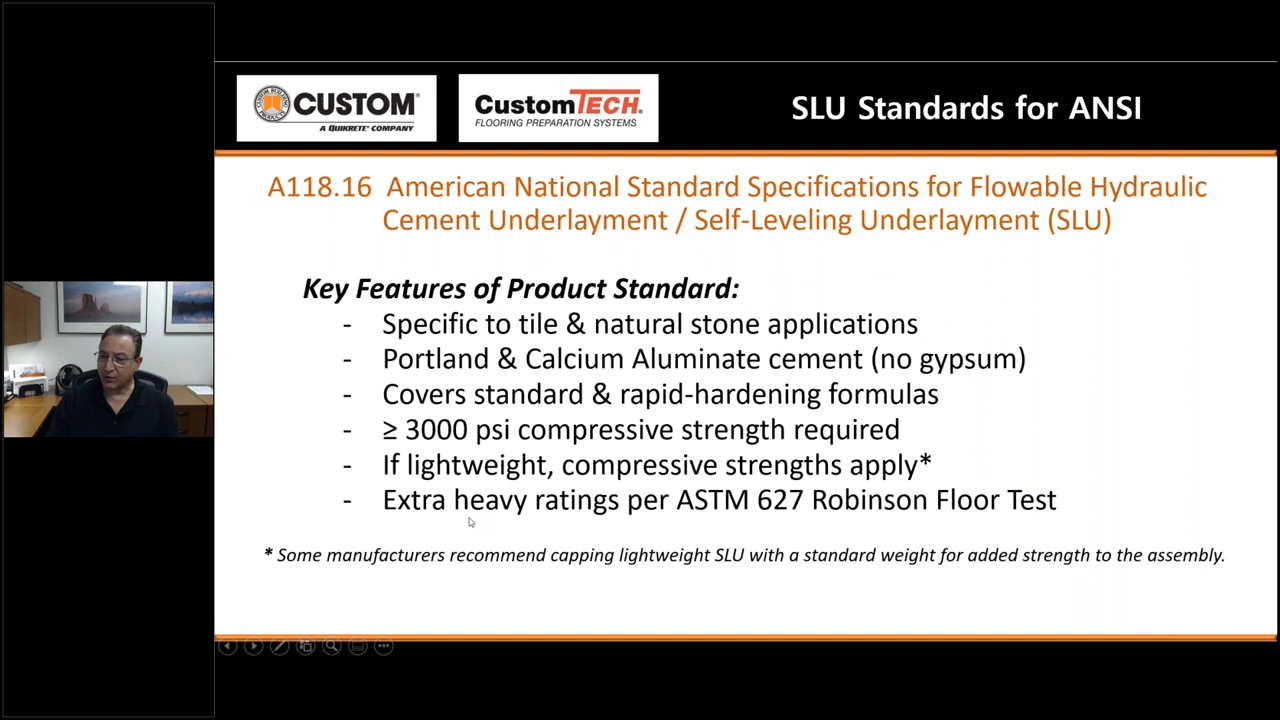 CUSTOM®
A QUIKRETE® COMPANY
CustomTECH®
FLOORING PREPARATION SYSTEMS
SLU Standards for ANSI
A118.16 American National Standard Specifications for Flowable Hydraulic
Cement Underlayment / Self-Leveling Underlayment (SLU)
Key Features of Product Standard:
- Specific to tile & natural stone applications
- Portland & Calcium Aluminate cement (no gypsum)
- Covers standard & rapid-hardening formulas
- ≥ 3000 psi compressive strength required
- If lightweight, compressive strengths apply*
- Extra heavy ratings per ASTM 627 Robinson Floor Test
* Some manufacturers recommend capping lightweight SLU with a standard weight for added strength to the assembly.